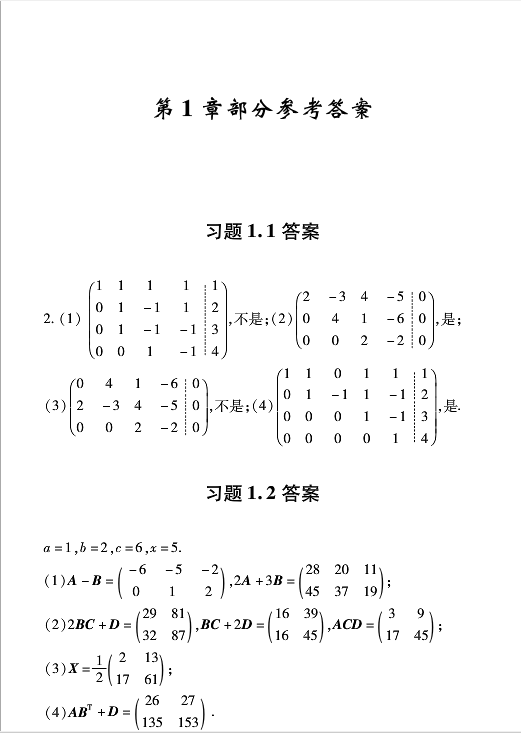 第1章部分参考答案
习题1.1答案
2.(1) (1 1 1 1 ┊ 1; 0 1 -1 1 ┊ 2; 0 1 -1 -1 ┊ 3; 0 0 1 -1 ┊ 4),不是;(2) (2 -3 4 -5 ┊ 0; 0 4 1 -6 ┊ 0; 0 0 2 -2 ┊ 0),是;
(3) (0 4 1 -6 ┊ 0; 2 -3 4 -5 ┊ 0; 0 0 2 -2 ┊ 0),不是;(4) (1 1 0 1 1 ┊ 1; 0 1 -1 1 -1 ┊ 2; 0 0 0 1 -1 ┊ 3; 0 0 0 0 1 ┊ 4),是.
习题1.2答案
a=1,b=2,c=6,x=5.
(1)A-B=(-6 -5 -2; 0 1 2),2A+3B=(28 20 11; 45 37 19);
(2)2BC+D=(29 81; 32 87),BC+2D=(16 39; 16 45),ACD=(3 9; 17 45);
(3)X=1/2(2 13; 17 61);
(4)ABᵀ+D=(26 27; 135 153).